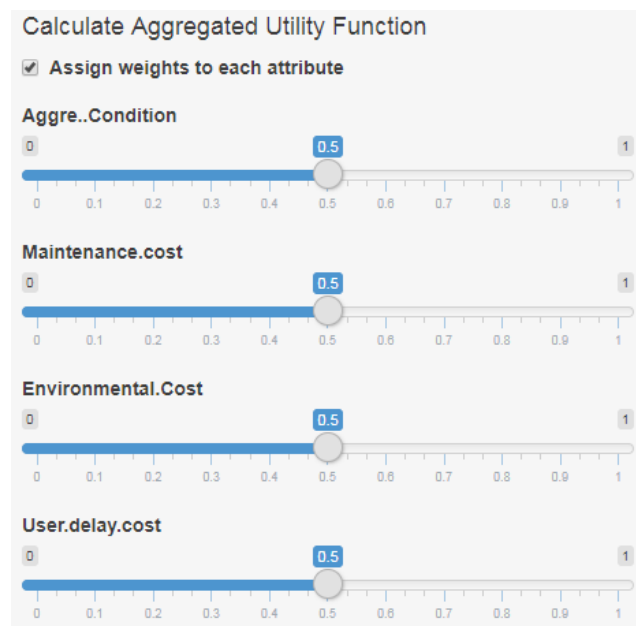 Calculate Aggregated Utility Function
Assign weights to each attribute
Aggre..Condition
0 0.5 1
0 0.1 0.2 0.3 0.4 0.5 0.6 0.7 0.8 0.9 1
Maintenance.cost
0 0.5 1
0 0.1 0.2 0.3 0.4 0.5 0.6 0.7 0.8 0.9 1
Environmental.Cost
0 0.5 1
0 0.1 0.2 0.3 0.4 0.5 0.6 0.7 0.8 0.9 1
User.delay.cost
0 0.5 1
0 0.1 0.2 0.3 0.4 0.5 0.6 0.7 0.8 0.9 1